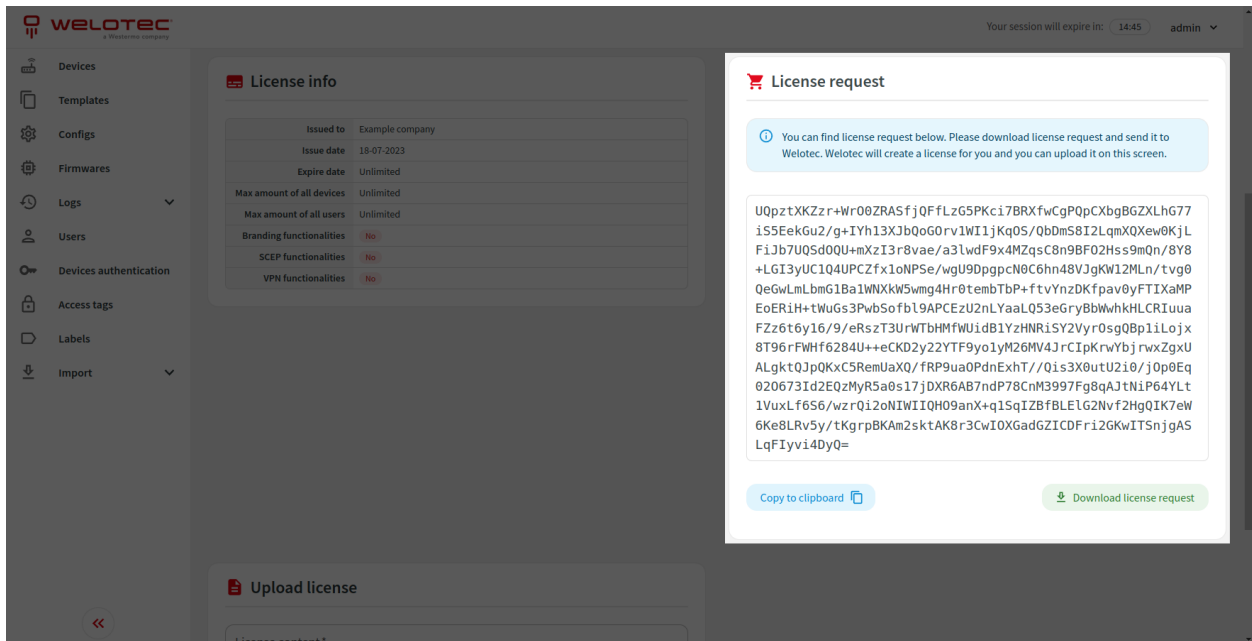 WELOTEC
a Westermo company
Your session will expire in: 14:45 admin
Devices
Templates
Configs
Firmwares
Logs
Users
Devices authentication
Access tags
Labels
Import
License info
Issued to Example company
Issue date 18-07-2023
Expire date Unlimited
Max amount of all devices Unlimited
Max amount of all users Unlimited
Branding functionalities No
SCEP functionalities No
VPN functionalities No
License request
You can find license request below. Please download license request and send it to
Welotec. Welotec will create a license for you and you can upload it on this screen.
UQpztXKZzr+WrO0ZRASfjQFfLzG5PKci7BRXfwCgPQpCXbgBGZXLhG77
iS5EekGu2/g+IYh13XJbQoGOrv1WI1jKqOS/QbDmS8I2LqmXQXew0KjL
FiJb7UQSdOQU+mXzI3r8vae/a3lwdF9x4MZqsC8n9BFO2Hss9mQn/8Y8
+LGI3yUC1Q4UPCZfx1oNPSe/wgU9DpgpcN0C6hn48VJgKW12MLn/tvg0
QeGwLmLbmG1Ba1WNXkW5wmg4Hr0tembTbP+ftvYnzDKfpav0yFTIXaMP
EoERiH+tWuGs3PwbSofbl9APCEzU2nLYaaLQ53eGryBbWwhkHLCRIuua
FZz6t6y16/9/eRszT3UrWTbHMfWUidB1YzHNRiSY2VyrOsgQBp1iLojx
8T96rFWHf6284U++eCKD2y22YTF9yo1yM26MV4JrCIpKrwYbjrwxZgxU
ALgktQJpQKxC5RemUaXQ/fRP9uaOPdnExhT//Qis3X0utU2i0/jOp0Eq
02O673Id2EQzMyR5a0s17jDXR6AB7ndP78CnM3997Fg8qAJtNiP64YLt
1VuxLf6S6/wzrQi2oNIWIIQHO9anX+q1SqIZBfBLElG2Nvf2HgQIK7eW
6Ke8LRv5y/tKgrpBKAm2sktAK8r3CwIOXGadGZICDFri2GKwITSnjgAS
LqFIyvi4DyQ=
Copy to clipboard
Download license request
Upload license
License content *